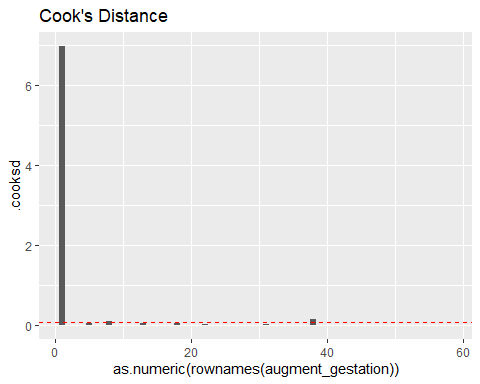 Cook's Distance
.cooksd
6
4
2
0
0 20 40 60
as.numeric(rownames(augment_gestation))